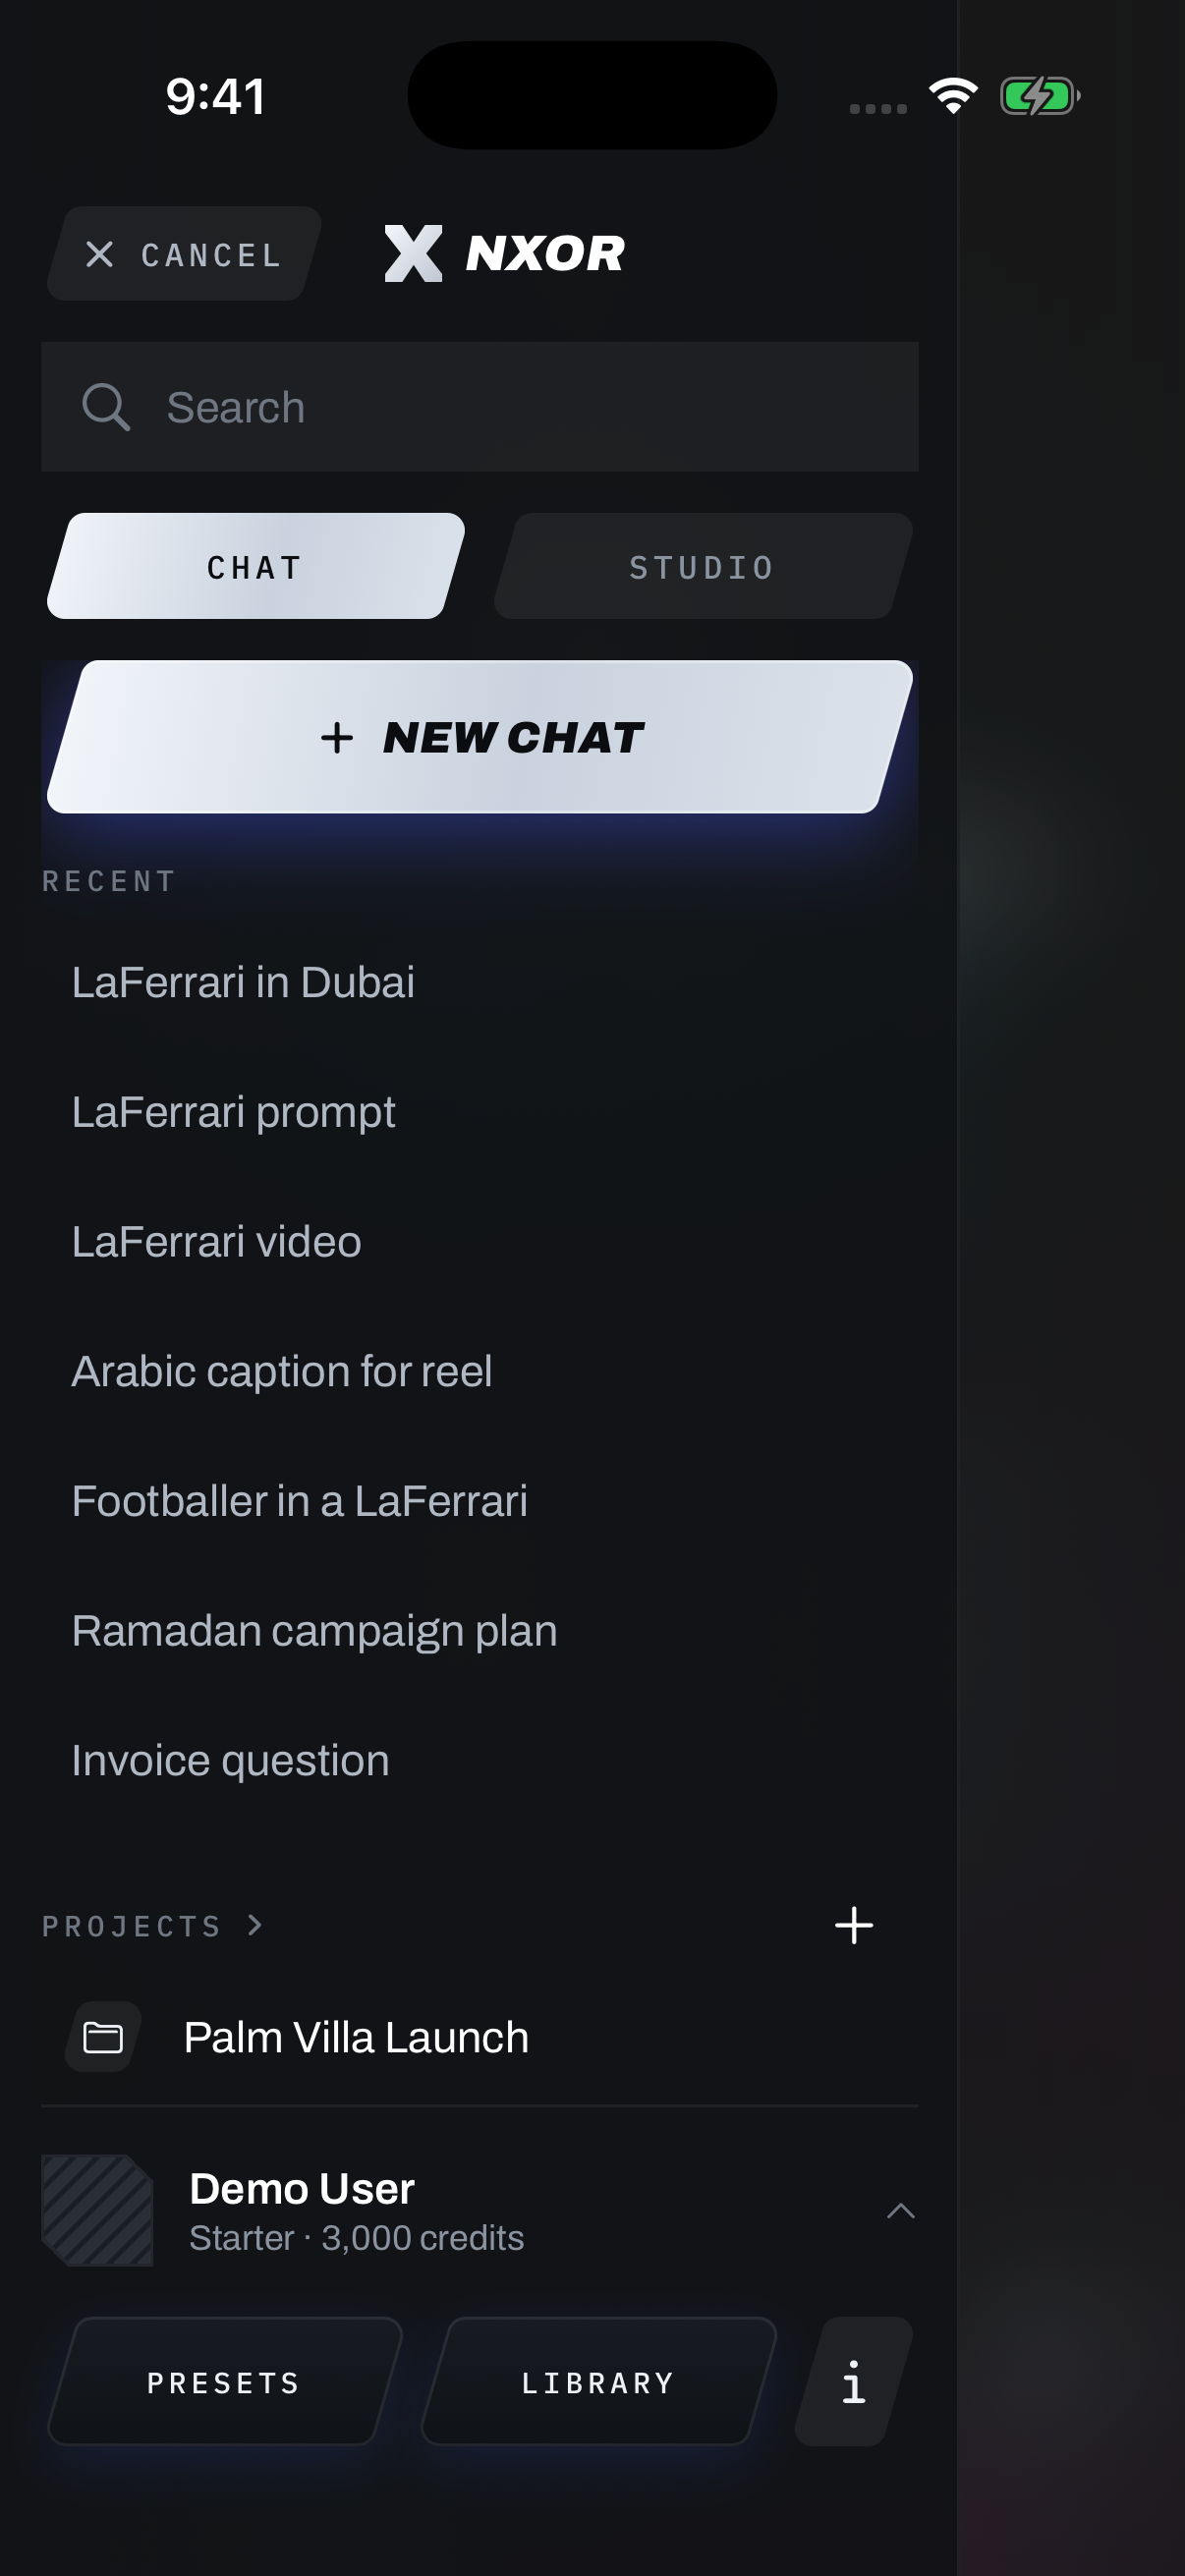 9:41
CANCEL
NXOR
Search
CHAT
STUDIO
NEW CHAT
RECENT
LaFerrari in Dubai
LaFerrari prompt
LaFerrari video
Arabic caption for reel
Footballer in a LaFerrari
Ramadan campaign plan
Invoice question
PROJECTS
Palm Villa Launch
Demo User
Starter · 3,000 credits
PRESETS
LIBRARY
i